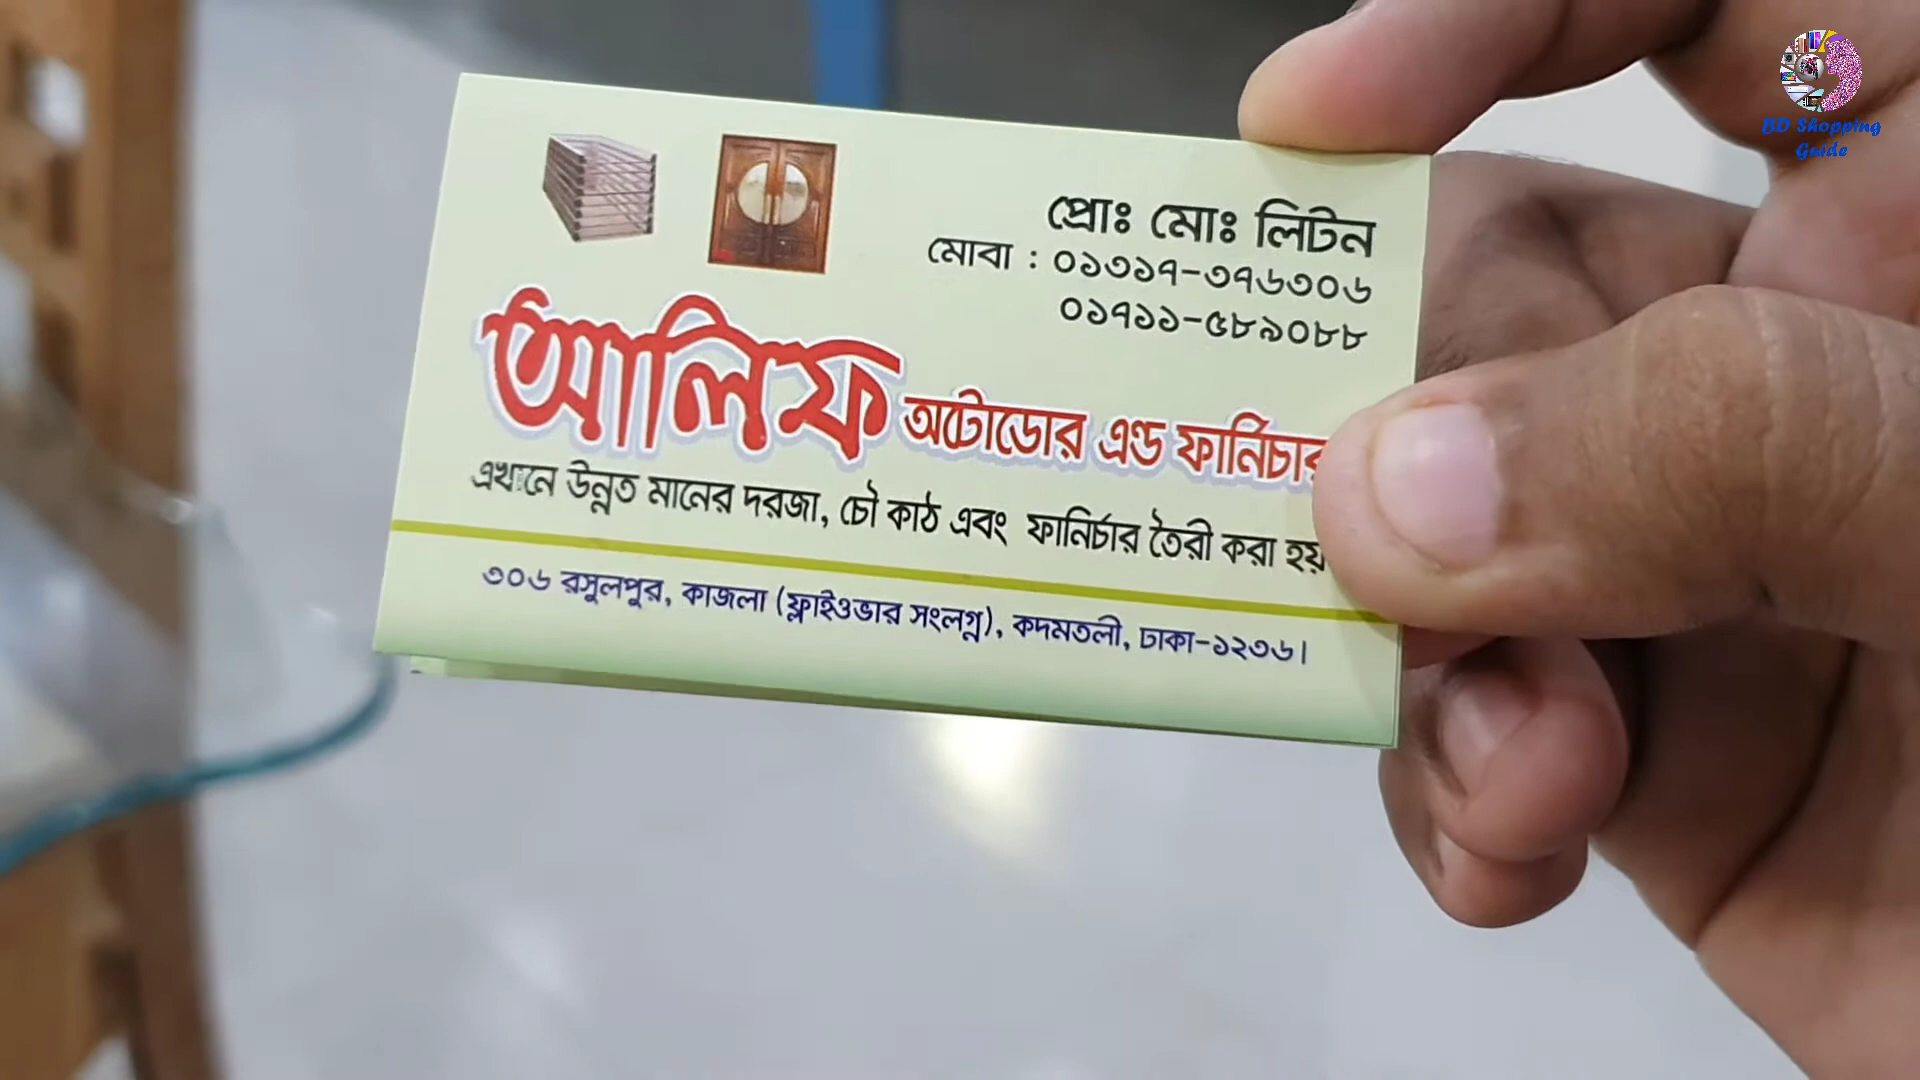 BD Shopping
Guide
প্রোঃ মোঃ লিটন
মোবা : ০১৩১৭-৩৭৬৩০৬
০১৭১১-৫৮৯০৮৮
আলিফ অটোডোর এন্ড ফার্নিচার
এখানে উন্নত মানের দরজা, চৌ কাঠ এবং ফানির্চার তৈরী করা হয়
৩০৬ রসুলপুর, কাজলা (ফ্লাইওভার সংলগ্ন), কদমতলী, ঢাকা-১২৩৬।